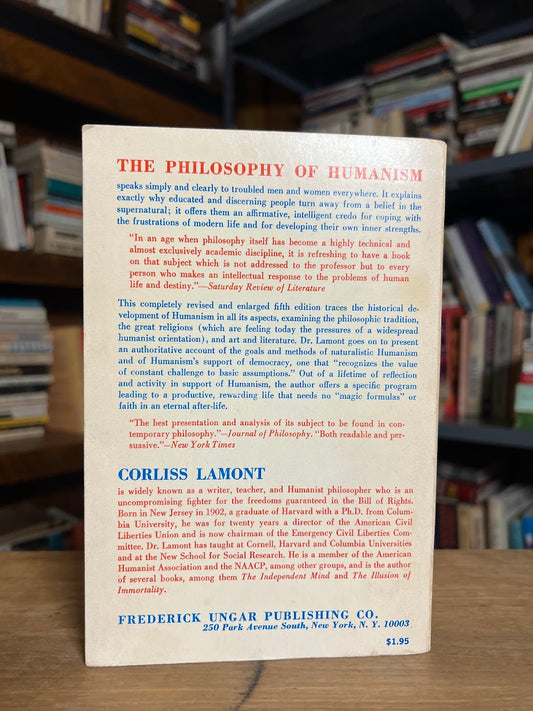 THE PHILOSOPHY OF HUMANISM
speaks simply and clearly to troubled men and women everywhere. It explains
exactly why educated and discerning people turn away from a belief in the
supernatural; it offers them an affirmative, intelligent credo for coping with
the frustrations of modern life and for developing their own inner strengths.
"In an age when philosophy itself has become a highly technical and
almost exclusively academic discipline, it is refreshing to have a book
on that subject which is not addressed to the professor but to every
person who makes an intellectual response to the problems of human
life and destiny."—Saturday Review of Literature
This completely revised and enlarged fifth edition traces the historical de-
velopment of Humanism in all its aspects, examining the philosophic tradition,
the great religions (which are feeling today the pressures of a widespread
humanist orientation), and art and literature. Dr. Lamont goes on to present
an authoritative account of the goals and methods of naturalistic Humanism
and of Humanism's support of democracy, one that "recognizes the value
of constant challenge to basic assumptions." Out of a lifetime of reflection
and activity in support of Humanism, the author offers a specific program
leading to a productive, rewarding life that needs no "magic formulas" or
faith in an eternal after-life.
"The best presentation and analysis of its subject to be found in con-
temporary philosophy."—Journal of Philosophy. "Both readable and per-
suasive."—New York Times
CORLISS LAMONT
is widely known as a writer, teacher, and Humanist philosopher who is an
uncompromising fighter for the freedoms guaranteed in the Bill of Rights.
Born in New Jersey in 1902, a graduate of Harvard with a Ph.D. from Colum-
bia University, he was for twenty years a director of the American Civil
Liberties Union and is now chairman of the Emergency Civil Liberties Com-
mittee. Dr. Lamont has taught at Cornell, Harvard and Columbia Universities
and at the New School for Social Research. He is a member of the American
Humanist Association and the NAACP, among other groups, and is the author
of several books, among them The Independent Mind and The Illusion of
Immortality.
FREDERICK UNGAR PUBLISHING CO.
250 Park Avenue South, New York, N. Y. 10003
$1.95